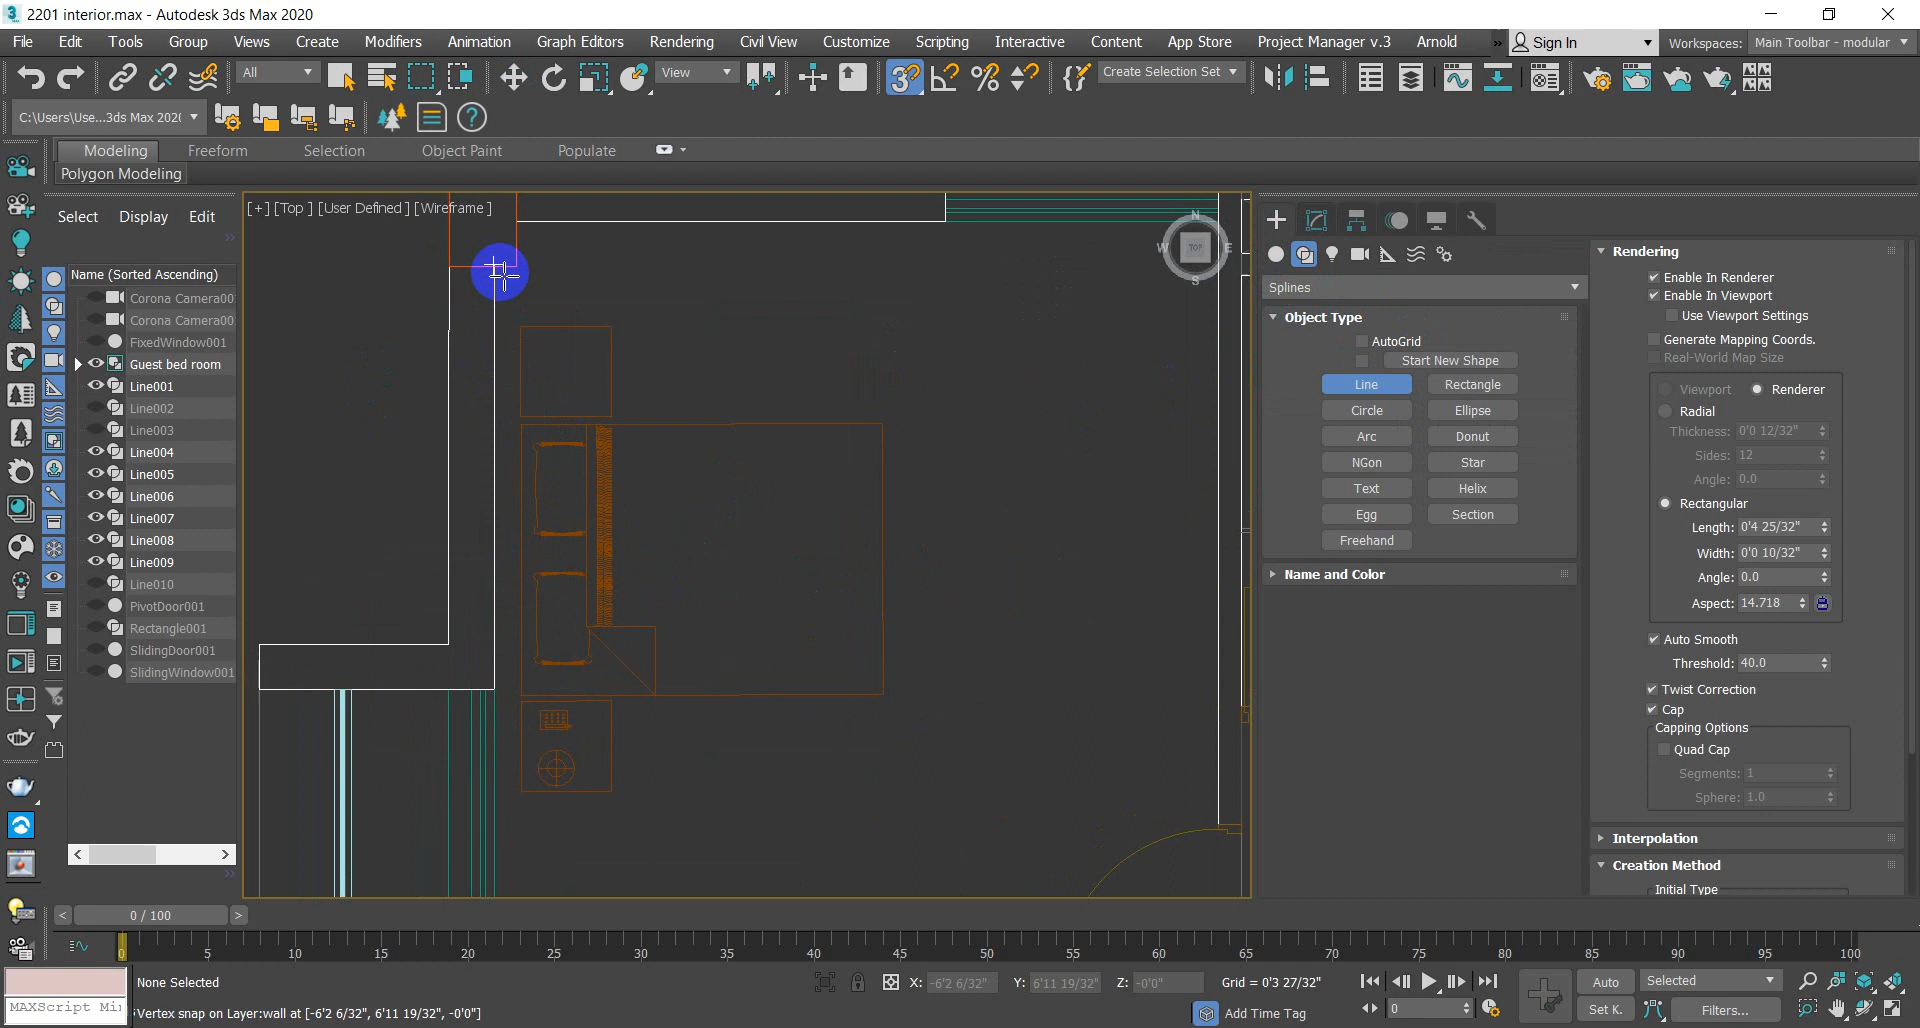 2201 interior.max - Autodesk 3ds Max 2020
File Edit Tools Group Views Create Modifiers Animation Graph Editors Rendering Civil View Customize Scripting Interactive Content App Store Project Manager v.3 Arnold » Sign In Workspaces: Main Toolbar - modular
All View Create Selection Set
C:\Users\Use...3ds Max 202(
Modeling Freeform Selection Object Paint Populate
Polygon Modeling
Select Display Edit
[+] [Top ] [User Defined ] [Wireframe ]
Name (Sorted Ascending)
Corona Camera00
Corona Camera00
FixedWindow001
Guest bed room
Line001
Line002
Line003
Line004
Line005
Line006
Line007
Line008
Line009
Line010
PivotDoor001
Rectangle001
SlidingDoor001
SlidingWindow001
N
W TOP E
S
Splines
Object Type
AutoGrid
Start New Shape
Line Rectangle
Circle Ellipse
Arc Donut
NGon Star
Text Helix
Egg Section
Freehand
Name and Color
Rendering
Enable In Renderer
Enable In Viewport
Use Viewport Settings
Generate Mapping Coords.
Real-World Map Size
Viewport Renderer
Radial
Thickness: 0'0 12/32"
Sides: 12
Angle: 0.0
Rectangular
Length: 0'4 25/32"
Width: 0'0 10/32"
Angle: 0.0
Aspect: 14.718
Auto Smooth
Threshold: 40.0
Twist Correction
Cap
Capping Options
Quad Cap
Segments: 1
Sphere: 1.0
Interpolation
Creation Method
Initial Type
< 0 / 100 >
0 5 10 15 20 25 30 35 40 45 50 55 60 65 70 75 80 85 90 95 100
None Selected X: -6'2 6/32" Y: 6'11 19/32" Z: -0'0" Grid = 0'3 27/32" Auto Selected
MAXScript Mi
Vertex snap on Layer:wall at [-6'2 6/32", 6'11 19/32", -0'0"] Add Time Tag 0 Set K. Filters...